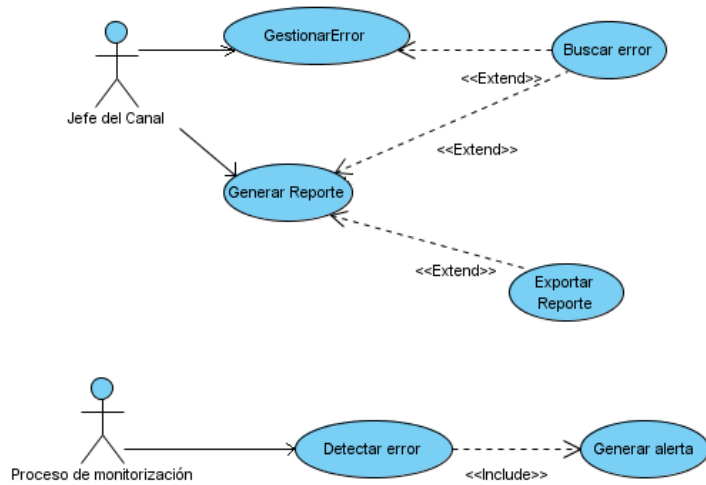 GestionarError
Buscar error
<<Extend>>
Jefe del Canal
<<Extend>>
Generar Reporte
<<Extend>>
Exportar
Reporte
Detectar error
Generar alerta
Proceso de monitorización
<<Include>>